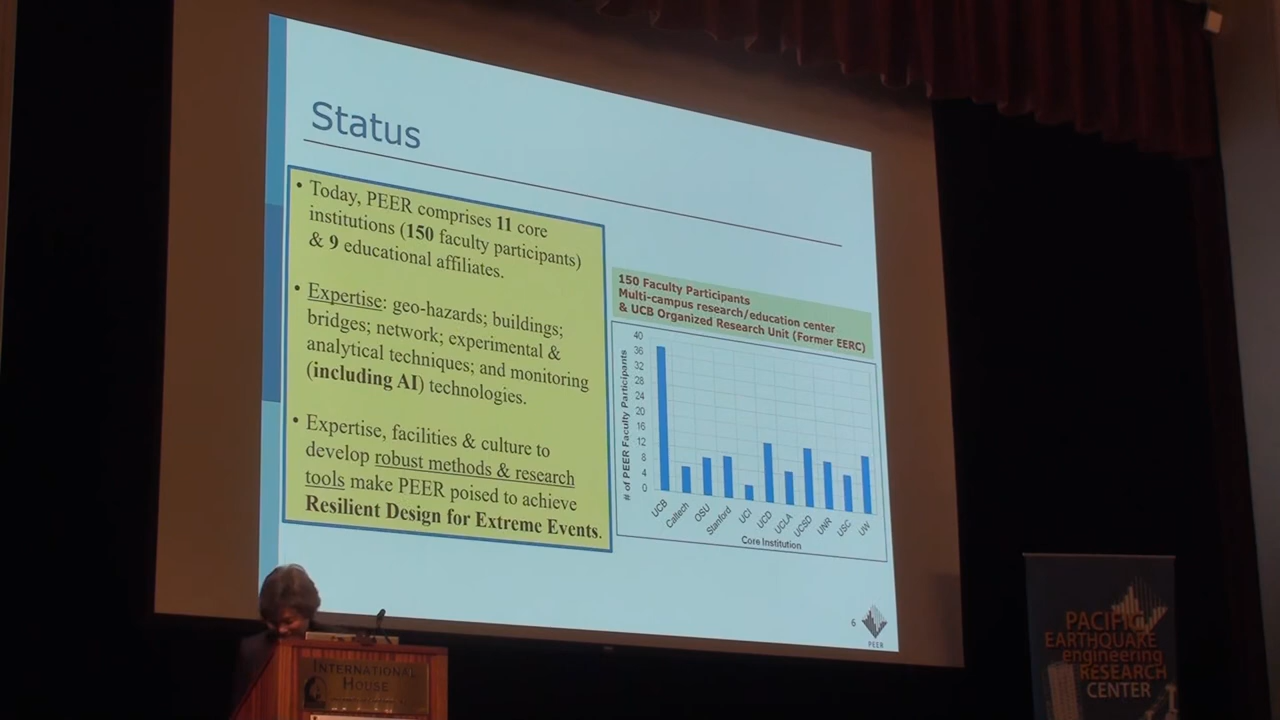 Status
• Today, PEER comprises 11 core
institutions (150 faculty participants)
& 9 educational affiliates.
• Expertise: geo-hazards; buildings;
bridges; network; experimental &
analytical techniques; and monitoring
(including AI) technologies.
• Expertise, facilities & culture to
develop robust methods & research
tools make PEER poised to achieve
Resilient Design for Extreme Events.
150 Faculty Participants
Multi-campus research/education center
& UCB Organized Research Unit (Former EERC)
# of PEER Faculty Participants
40
36
32
28
24
20
16
12
8
4
0
UCB
Caltech
OSU
Stanford
UCI
UCD
UCLA
UCSD
UNR
USC
UW
Core Institution
6
PEER
INTERNATIONAL
HOUSE
PACIFIC
EARTHQUAKE
engineering
RESEARCH
CENTER